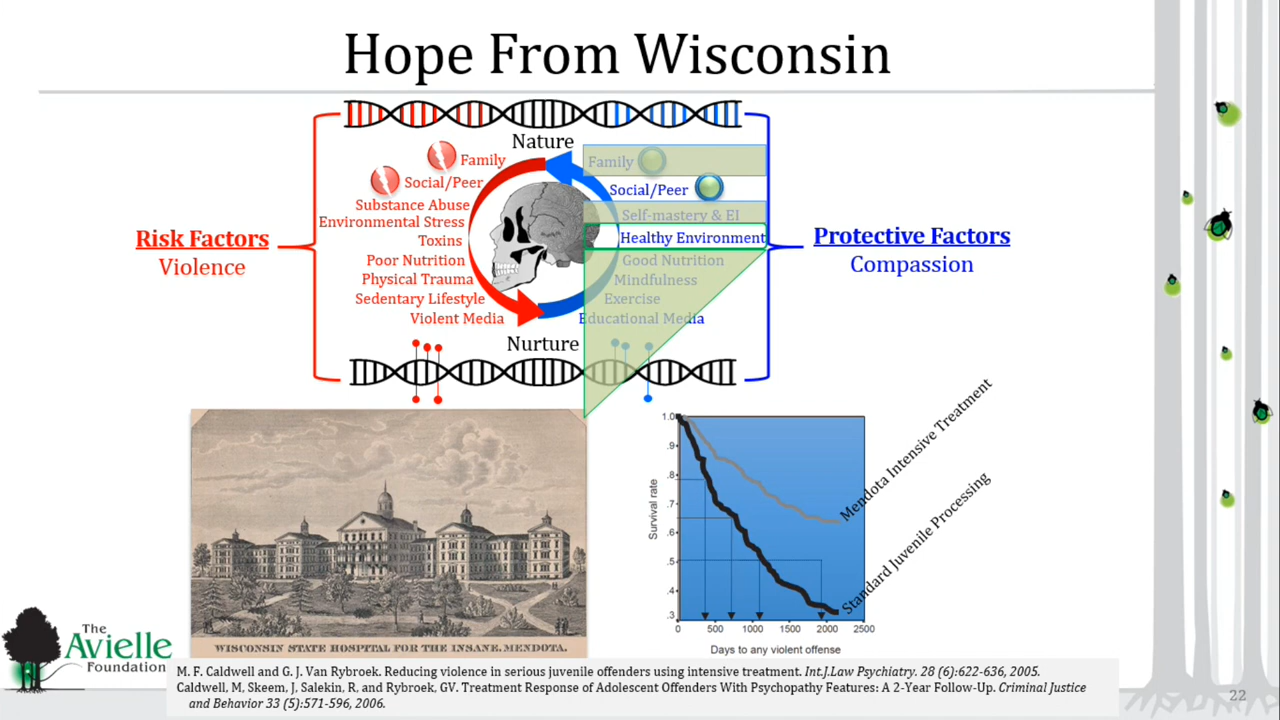 Hope From Wisconsin
Nature
Family
Social/Peer
Substance Abuse
Environmental Stress
Toxins
Poor Nutrition
Physical Trauma
Sedentary Lifestyle
Violent Media
Risk Factors
Violence
Family
Social/Peer
Self-mastery & EI
Healthy Environment
Good Nutrition
Mindfulness
Exercise
Educational Media
Protective Factors
Compassion
Nurture
WISCONSIN STATE HOSPITAL FOR THE INSANE, MENDOTA.
1.0
.9
.8
.7
.6
.5
.4
.3
Survival rate
0 500 1000 1500 2000 2500
Days to any violent offense
Mendota Intensive Treatment
Standard Juvenile Processing
The
Avielle
Foundation
M. F. Caldwell and G. J. Van Rybroek. Reducing violence in serious juvenile offenders using intensive treatment. Int.J.Law Psychiatry. 28 (6):622-636, 2005.
Caldwell, M, Skeem, J, Salekin, R, and Rybroek, GV. Treatment Response of Adolescent Offenders With Psychopathy Features: A 2-Year Follow-Up. Criminal Justice
and Behavior 33 (5):571-596, 2006.
22